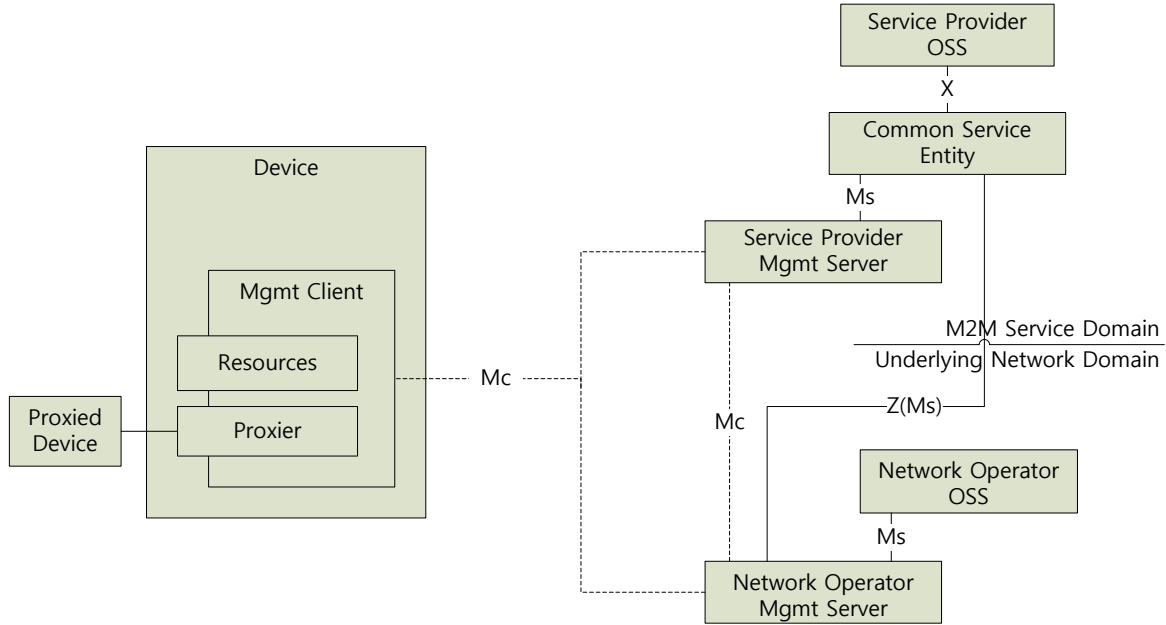 Service Provider
OSS
X
Common Service
Entity
Device
Ms
Service Provider
Mgmt Server
Mgmt Client
M2M Service Domain
Resources
Underlying Network Domain
Mc
Proxied
Device
Proxier
Z(Ms)
Mc
Network Operator
OSS
Ms
Network Operator
Mgmt Server